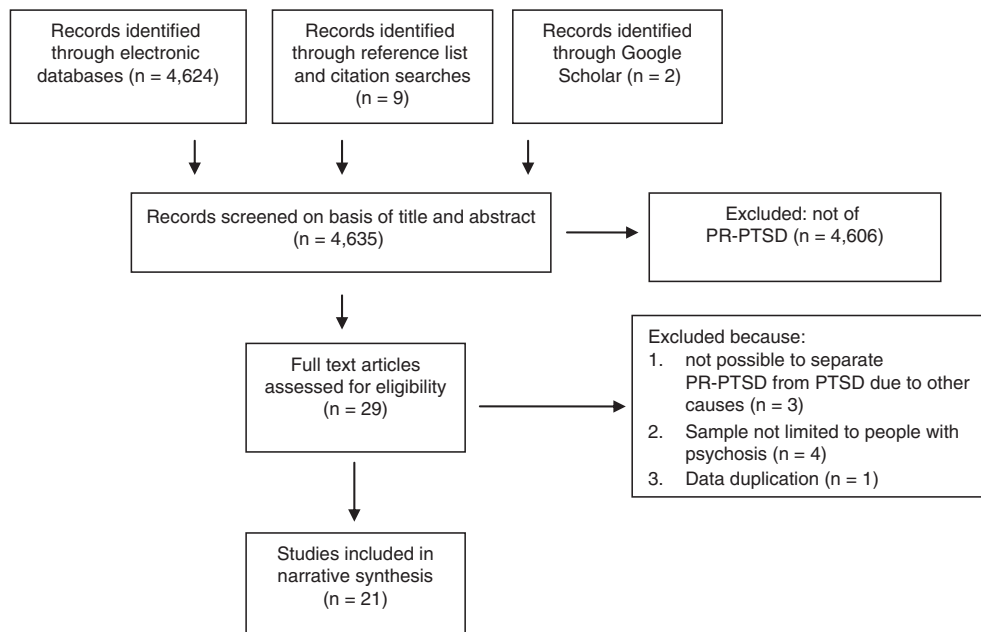 Records identified
through electronic
databases (n = 4,624)
Records identified
through reference list
and citation searches
(n = 9)
Records identified
through Google
Scholar (n = 2)
Records screened on basis of title and abstract
(n = 4,635)
Excluded: not of
PR-PTSD (n = 4,606)
Full text articles
assessed for eligibility
(n = 29)
Excluded because:
1. not possible to separate
PR-PTSD from PTSD due to other
causes (n = 3)
2. Sample not limited to people with
psychosis (n = 4)
3. Data duplication (n = 1)
Studies included in
narrative synthesis
(n = 21)